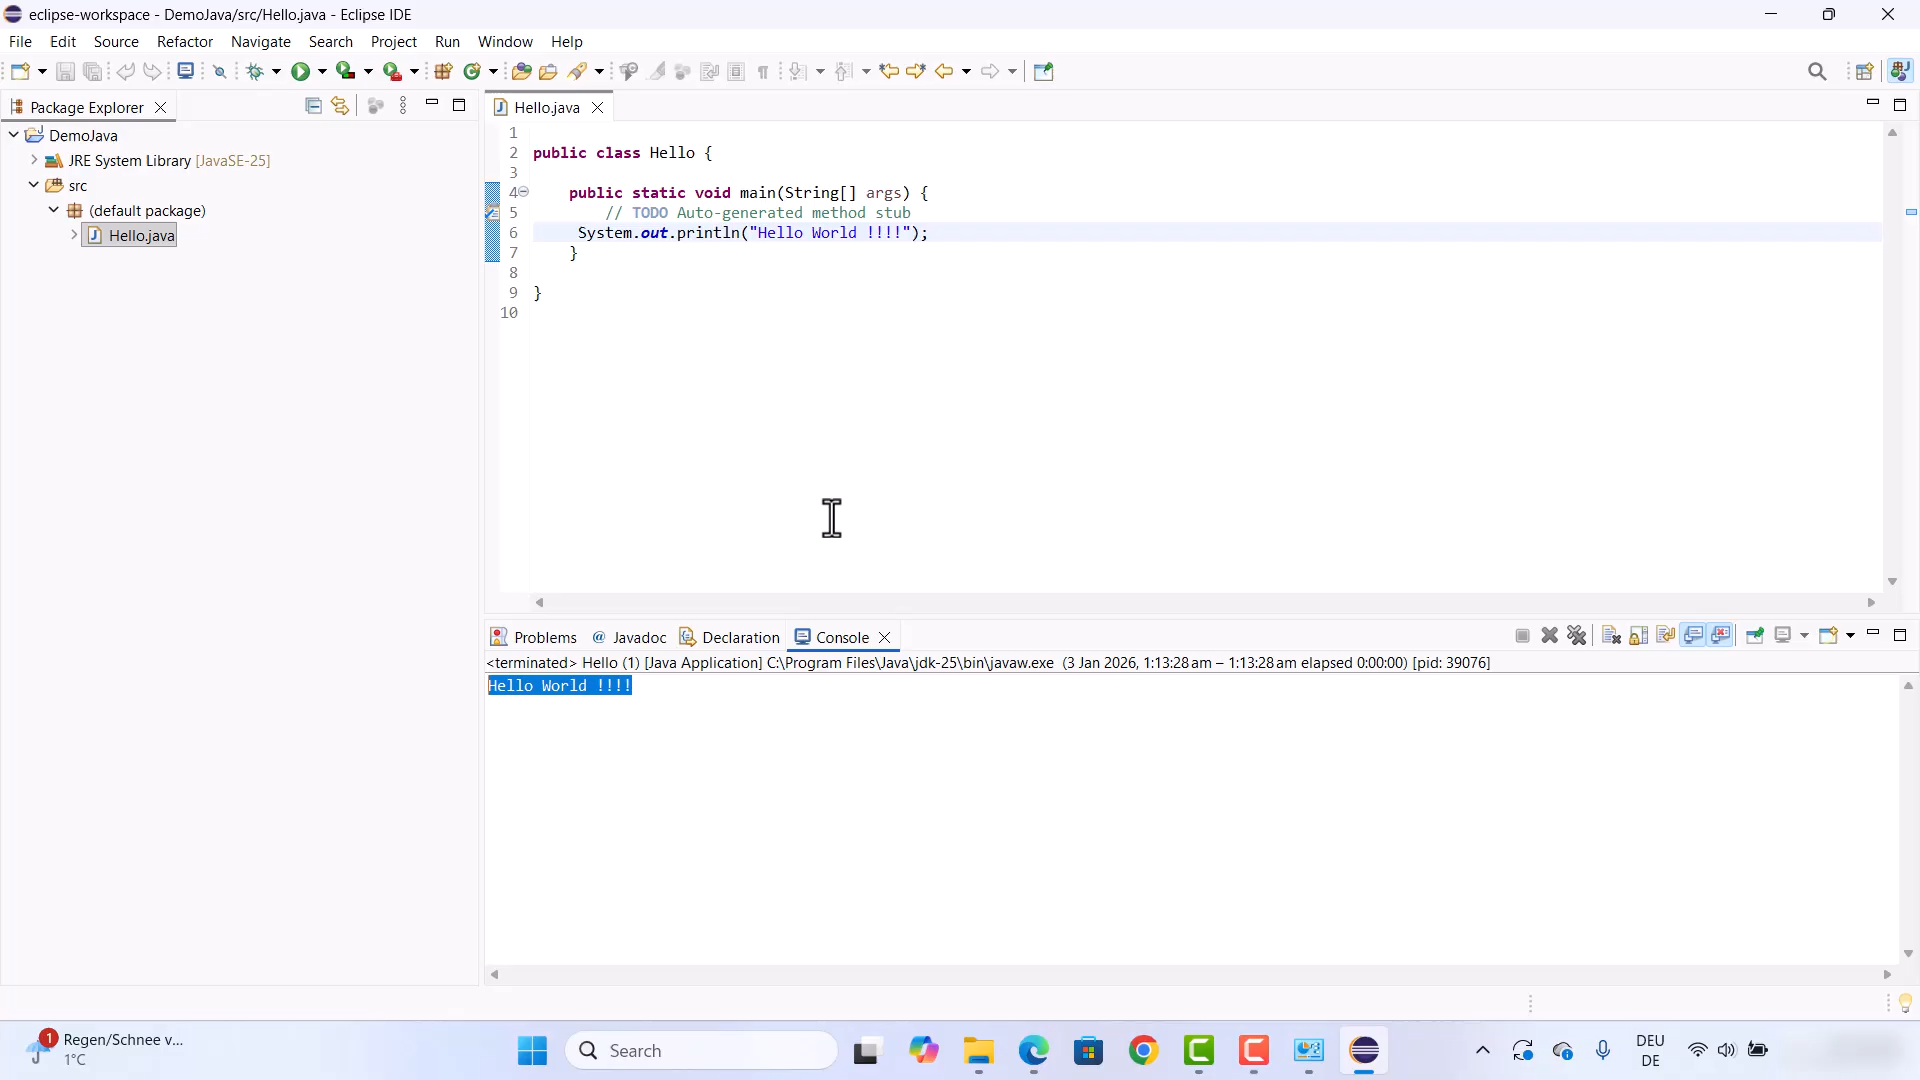 eclipse-workspace - DemoJava/src/Hello.java - Eclipse IDE
File Edit Source Refactor Navigate Search Project Run Window Help
Package Explorer
DemoJava
JRE System Library [JavaSE-25]
src
(default package)
Hello.java
Hello.java
1
2 public class Hello {
3
4 public static void main(String[] args) {
5 // TODO Auto-generated method stub
6 System.out.println("Hello World !!!!");
7 }
8
9 }
10
Problems @ Javadoc Declaration Console
<terminated> Hello (1) [Java Application] C:\Program Files\Java\jdk-25\bin\javaw.exe (3 Jan 2026, 1:13:28 am – 1:13:28 am elapsed 0:00:00) [pid: 39076]
Hello World !!!!
1
Regen/Schnee v...
1°C
Search
DEU
DE